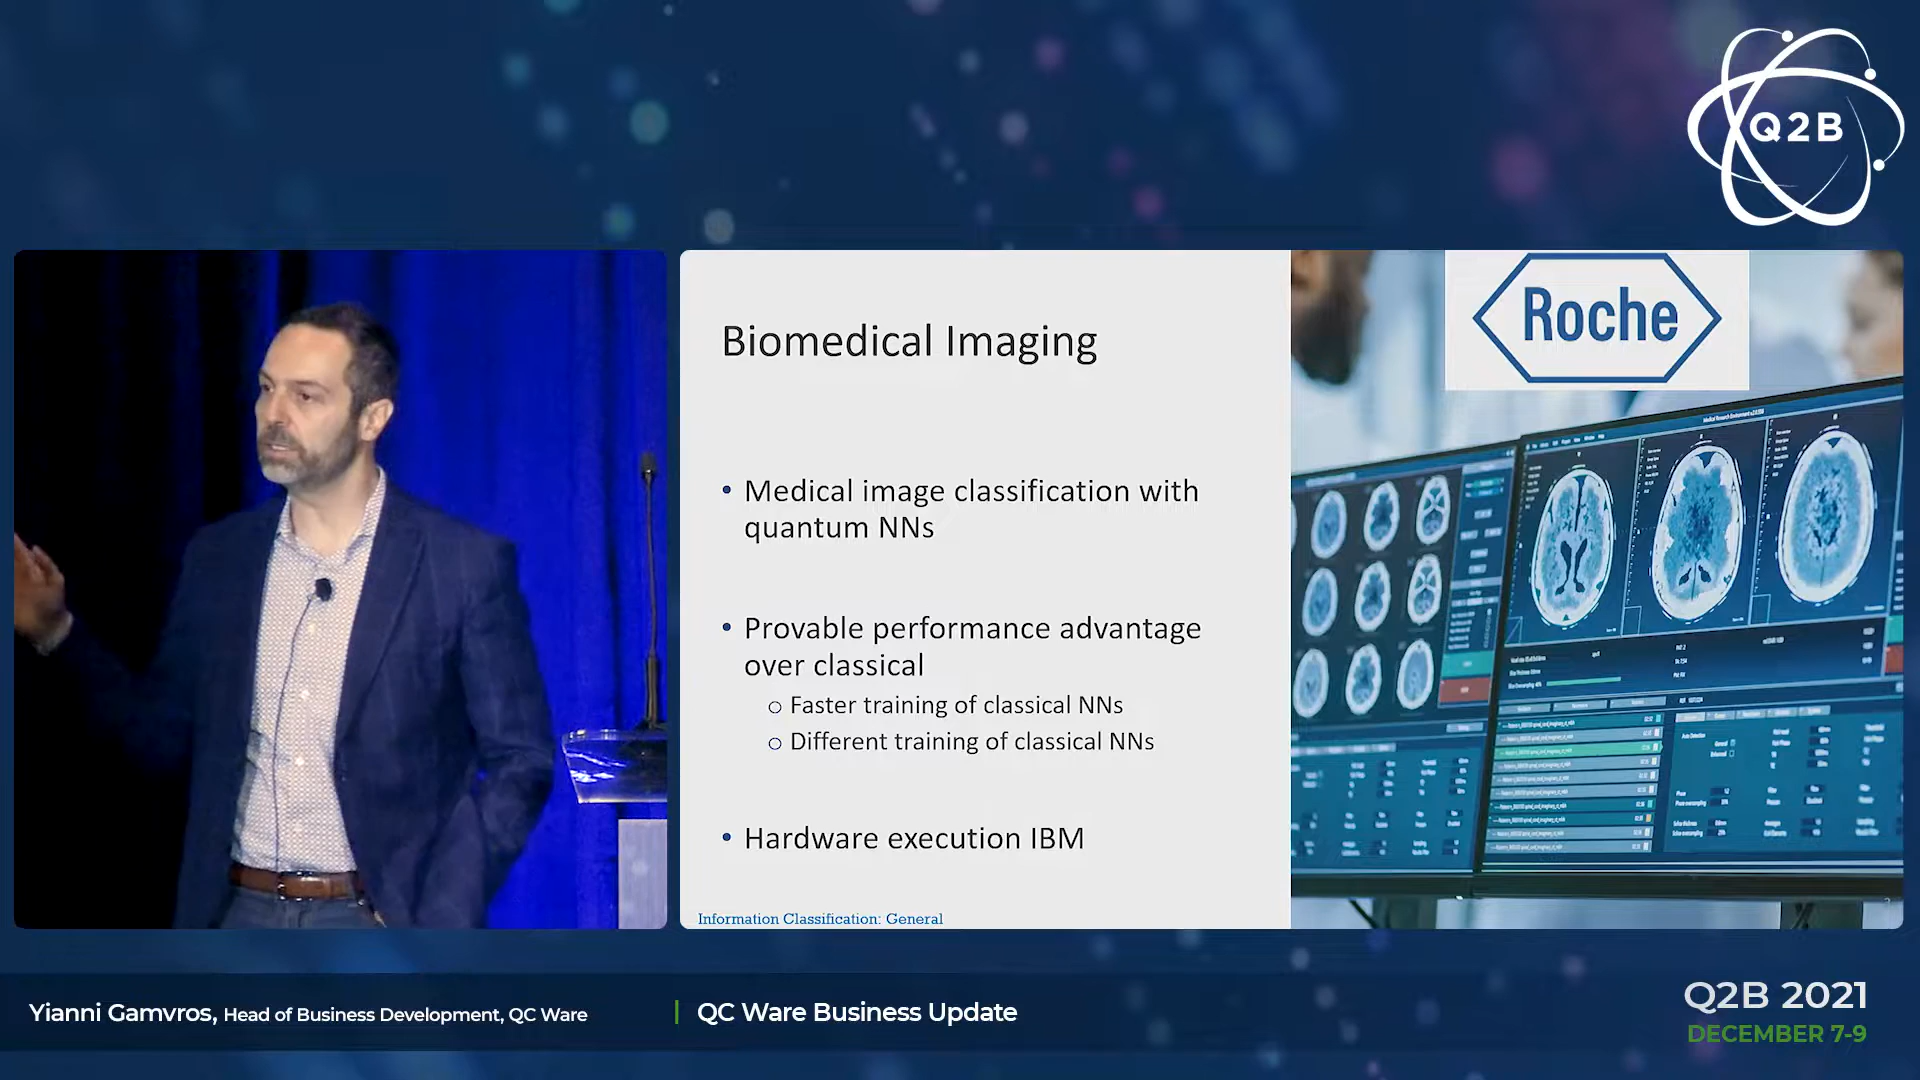 Q2B
Roche
Biomedical Imaging
• Medical image classification with
quantum NNs
• Provable performance advantage
over classical
○ Faster training of classical NNs
○ Different training of classical NNs
• Hardware execution IBM
Information Classification: General
Yianni Gamvros, Head of Business Development, QC Ware
QC Ware Business Update
Q2B 2021
DECEMBER 7-9